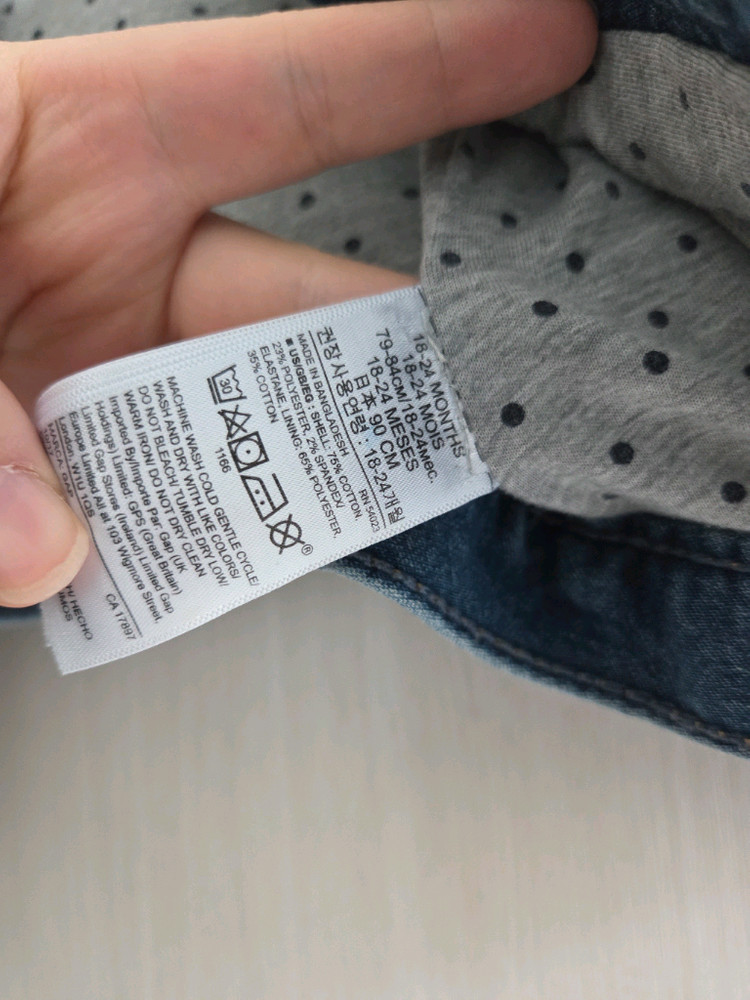 18-24 MONTHS
18-24 MOIS
79-84CM/18-24мес.
18-24 MESES
日本 90 CM
권장사용연령 : 18-24개월
RN 54023
MADE IN BANGLADESH
■ US/GB/EG : SHELL: 75% COTTON,
23% POLYESTER, 2% SPANDEX/
ELASTANE. LINING: 65% POLYESTER,
35% COTTON
30
1166
®
MACHINE WASH COLD GENTLE CYCLE/
WASH AND DRY WITH LIKE COLORS/
DO NOT BLEACH/ TUMBLE DRY LOW/
WARM IRON/ DO NOT DRY CLEAN
Imported By/Importe Par: Gap (UK
Holdings) Limited: GPS (Great Britain)
Limited Gap Stores (Ireland) Limited Gap
Europe Limited All at 103 Wigmore Street,
London, W1U 1QS
CA 17897
HECHO